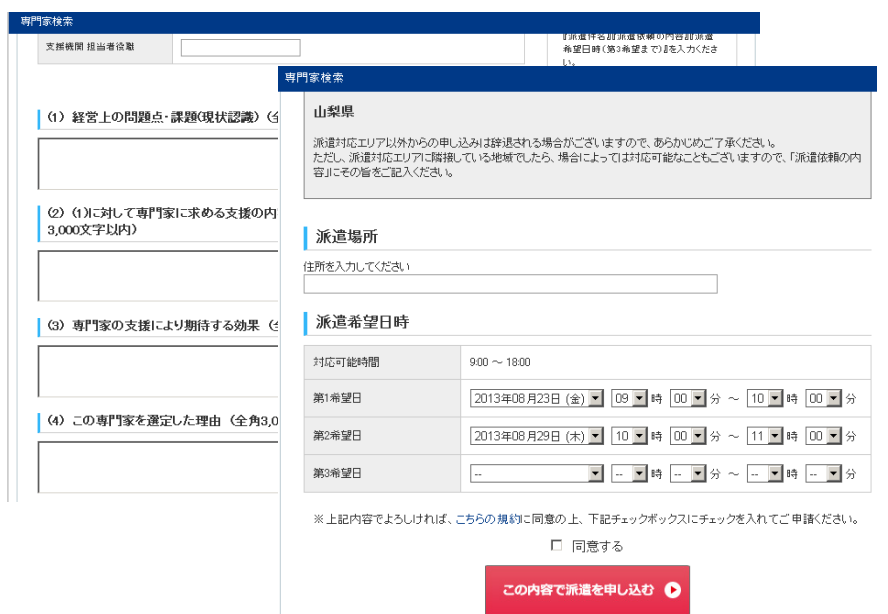 専門家検索
支援機関 担当者役職
『派遣件名』『派遣依頼の内容』『派遣
希望日時(第3希望まで)』を入力くださ
い。
(1) 経営上の問題点・課題(現状認識)
(2) (1)に対して専門家に求める支援の内
3,000文字以内)
(3) 専門家の支援により期待する効果
(4) この専門家を選定した理由 (全角3,0
専門家検索
山梨県
派遣対応エリア以外からの申し込みは辞退される場合がございますので、あらかじめご了承ください。
ただし、派遣対応エリアに隣接している地域でしたら、場合によっては対応可能なこともございますので、「派遣依頼の内
容」にその旨をご記入ください。
派遣場所
住所を入力してください
派遣希望日時
対応可能時間 9:00 ～ 18:00
第1希望日 2013年08月23日 (金) 09 時 00 分 ～ 10 時 00 分
第2希望日 2013年08月29日 (木) 10 時 00 分 ～ 11 時 00 分
第3希望日 -- -- 時 -- 分 ～ -- 時 -- 分
※上記内容でよろしければ、こちらの規約に同意の上、下記チェックボックスにチェックを入れてご申請ください。
同意する
この内容で派遣を申し込む